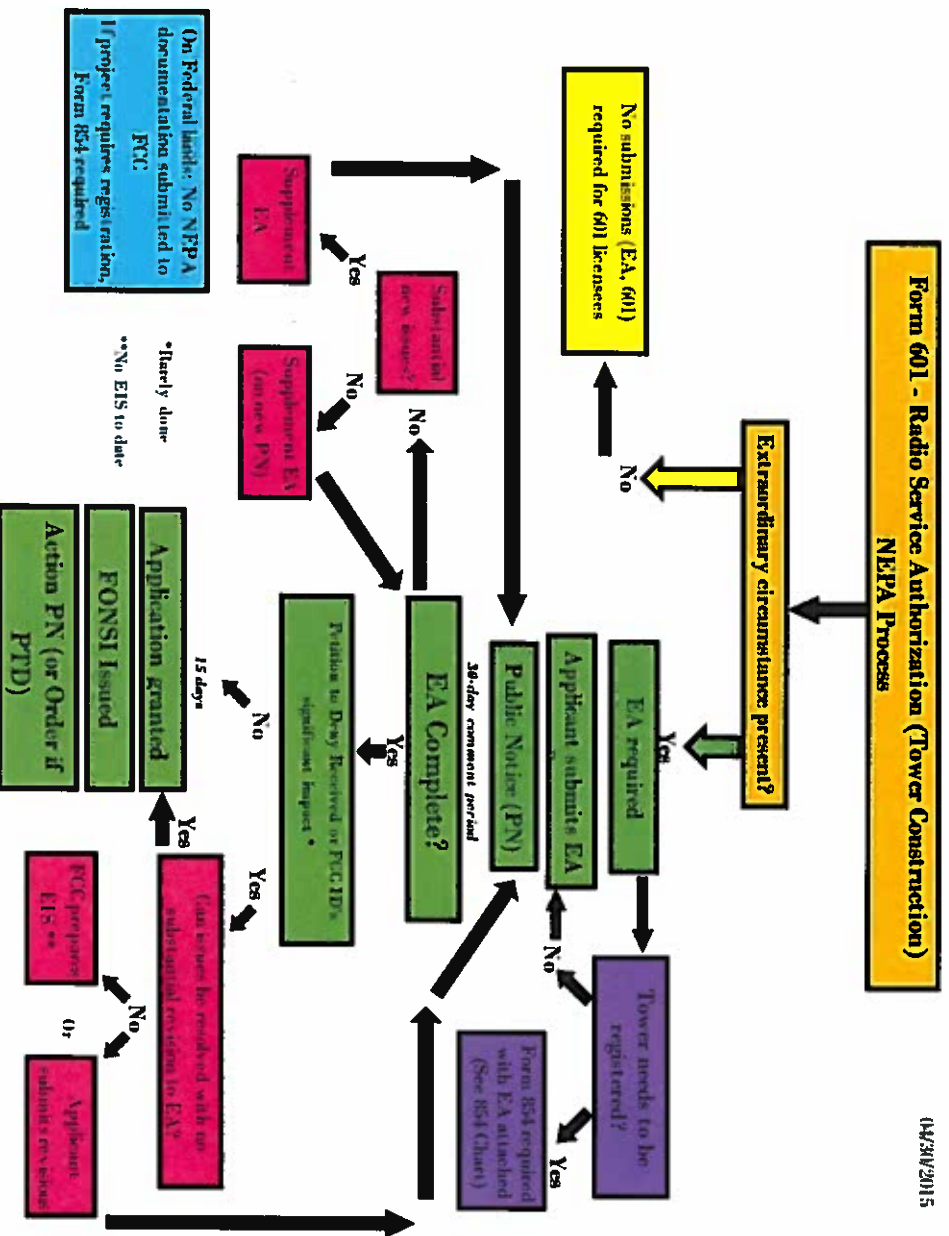 04/30/2015
Form 601 - Radio Service Authorization (Tower Construction)
NEPA Process
Extraordinary circumstance present?
No
Yes
No submissions (EA, 601)
required for 601 licensees
EA required
Tower needs to be
registered?
No
Yes
Applicant submits EA
Form 854 required
with EA attached
(See 854 Chart)
Public Notice (PN)
30-day comment period
EA Complete?
No
Yes
Substantial
new issues?
Yes
No
Supplement
EA
Supplement EA
(no new PN)
Petition to Deny Received or FCC ID's
significant impact *
No
Yes
15 days
Can issues be resolved with no
substantial revision to EA?
Yes
No
Application granted
FONSI Issued
Action PN (or Order if
PTD)
FCC prepares
EIS **
Or
Applicant
submits revisions
On Federal lands: No NEPA
documentation submitted to
FCC
If project requires registration,
Form 854 required
*Rarely done
**No EIS to date